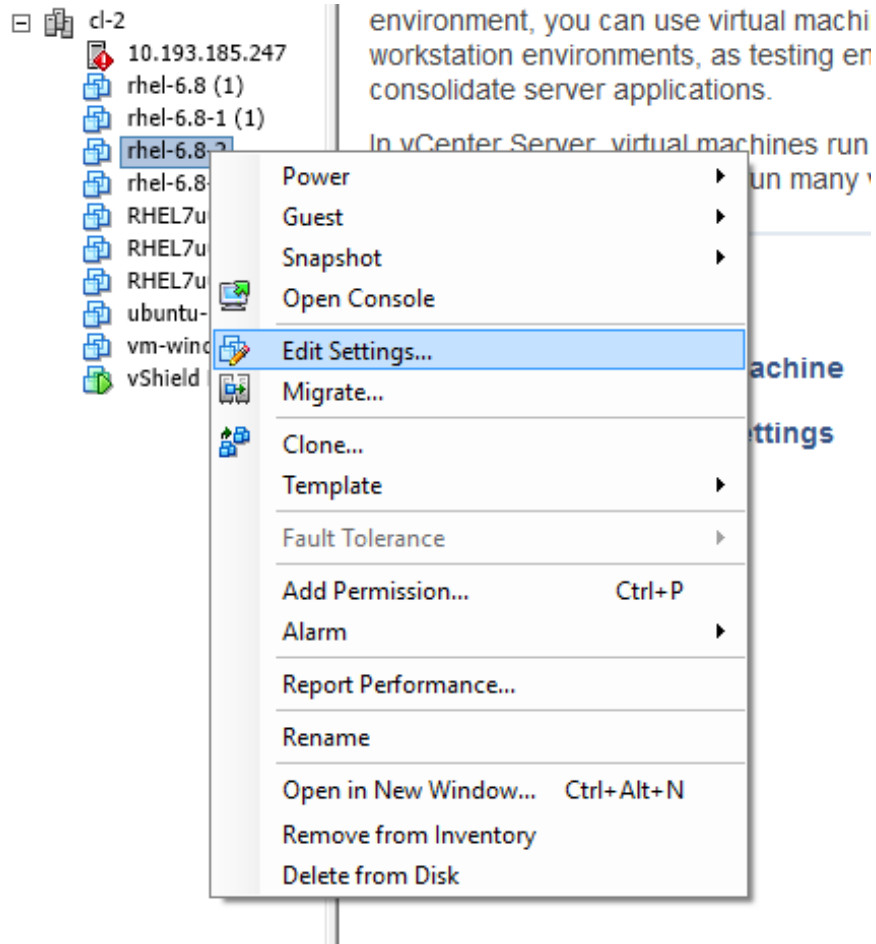 cl-2
10.193.185.247
rhel-6.8 (1)
rhel-6.8-1 (1)
rhel-6.8-2
rhel-6.8-
RHEL7u
RHEL7u
RHEL7u
ubuntu-
vm-wind
vShield
environment, you can use virtual machi
workstation environments, as testing en
consolidate server applications.
In vCenter Server, virtual machines run
un many v
achine
ettings
Power
Guest
Snapshot
Open Console
Edit Settings...
Migrate...
Clone...
Template
Fault Tolerance
Add Permission... Ctrl+P
Alarm
Report Performance...
Rename
Open in New Window... Ctrl+Alt+N
Remove from Inventory
Delete from Disk